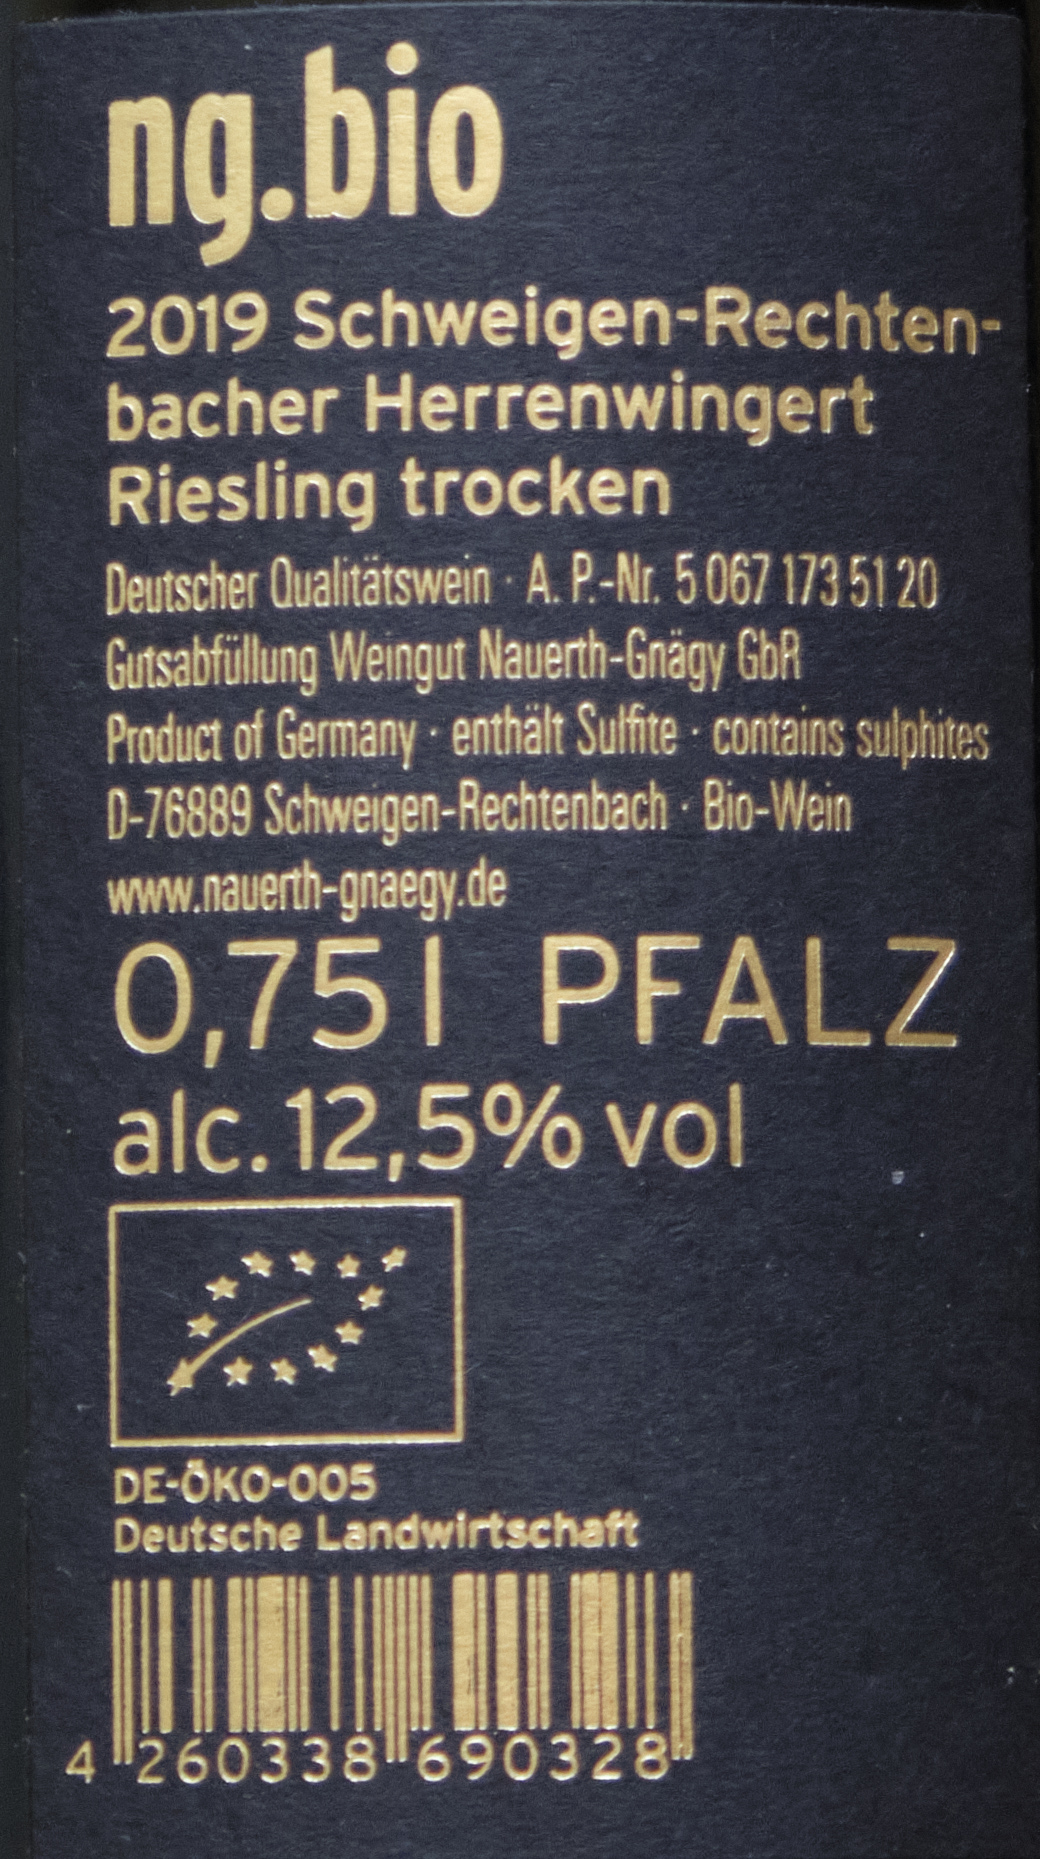 ng.bio
2019 Schweigen-Rechten-
bacher Herrenwingert
Riesling trocken
Deutscher Qualitätswein · A. P.-Nr. 5 067 173 51 20
Gutsabfüllung Weingut Nauerth-Gnägy GbR
Product of Germany · enthält Sulfite · contains sulphites
D-76889 Schweigen-Rechtenbach · Bio-Wein
www.nauerth-gnaegy.de
0,75 l PFALZ
alc. 12,5% vol
DE-ÖKO-005
Deutsche Landwirtschaft
4 260338 690328